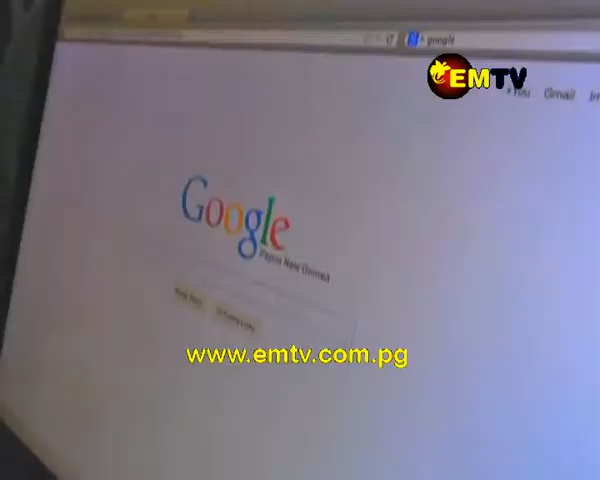 google
EMTV
+You Gmail
Google
Papua New Guinea
www.emtv.com.pg